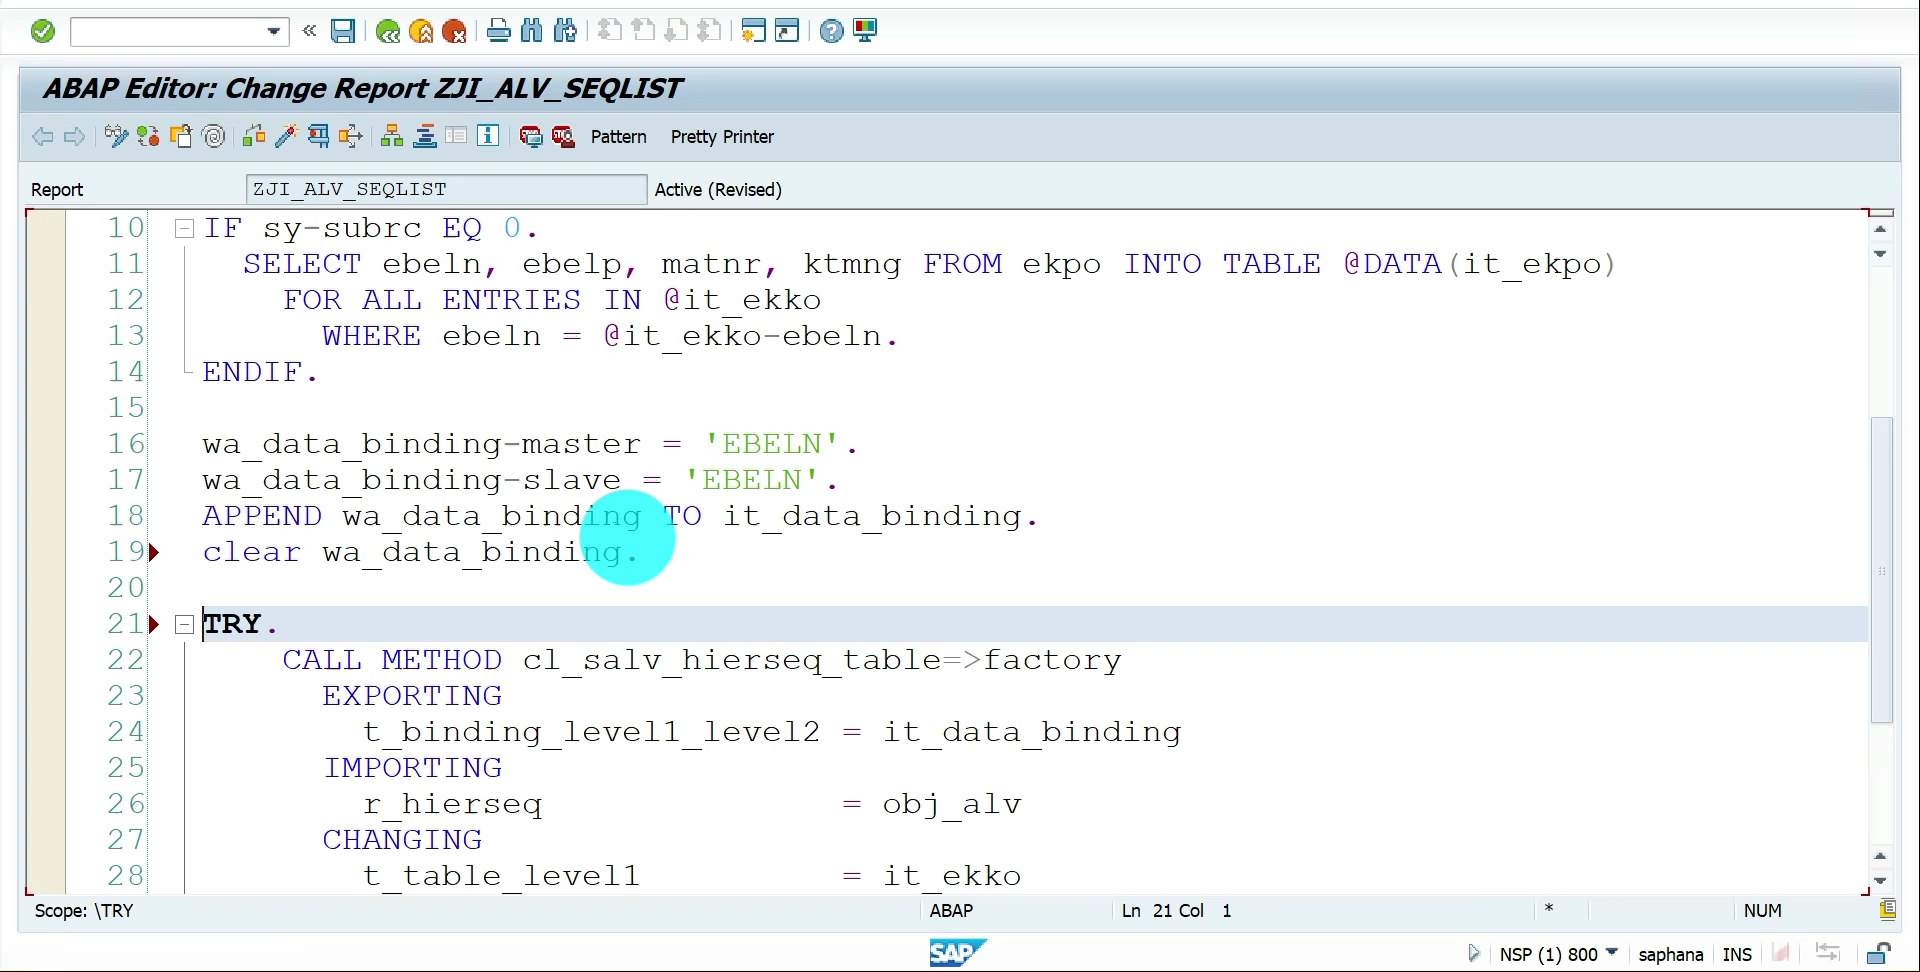 ABAP Editor: Change Report ZJI_ALV_SEQLIST
Pattern Pretty Printer
Report ZJI_ALV_SEQLIST Active (Revised)
10 IF sy-subrc EQ 0.
11 SELECT ebeln, ebelp, matnr, ktmng FROM ekpo INTO TABLE @DATA(it_ekpo)
12 FOR ALL ENTRIES IN @it_ekko
13 WHERE ebeln = @it_ekko-ebeln.
14 ENDIF.
15
16 wa_data_binding-master = 'EBELN'.
17 wa_data_binding-slave = 'EBELN'.
18 APPEND wa_data_binding TO it_data_binding.
19 clear wa_data_binding.
20
21 TRY.
22 CALL METHOD cl_salv_hierseq_table=>factory
23 EXPORTING
24 t_binding_level1_level2 = it_data_binding
25 IMPORTING
26 r_hierseq = obj_alv
27 CHANGING
28 t_table_level1 = it_ekko
Scope: \TRY ABAP Ln 21 Col 1 * NUM
SAP NSP (1) 800 saphana INS